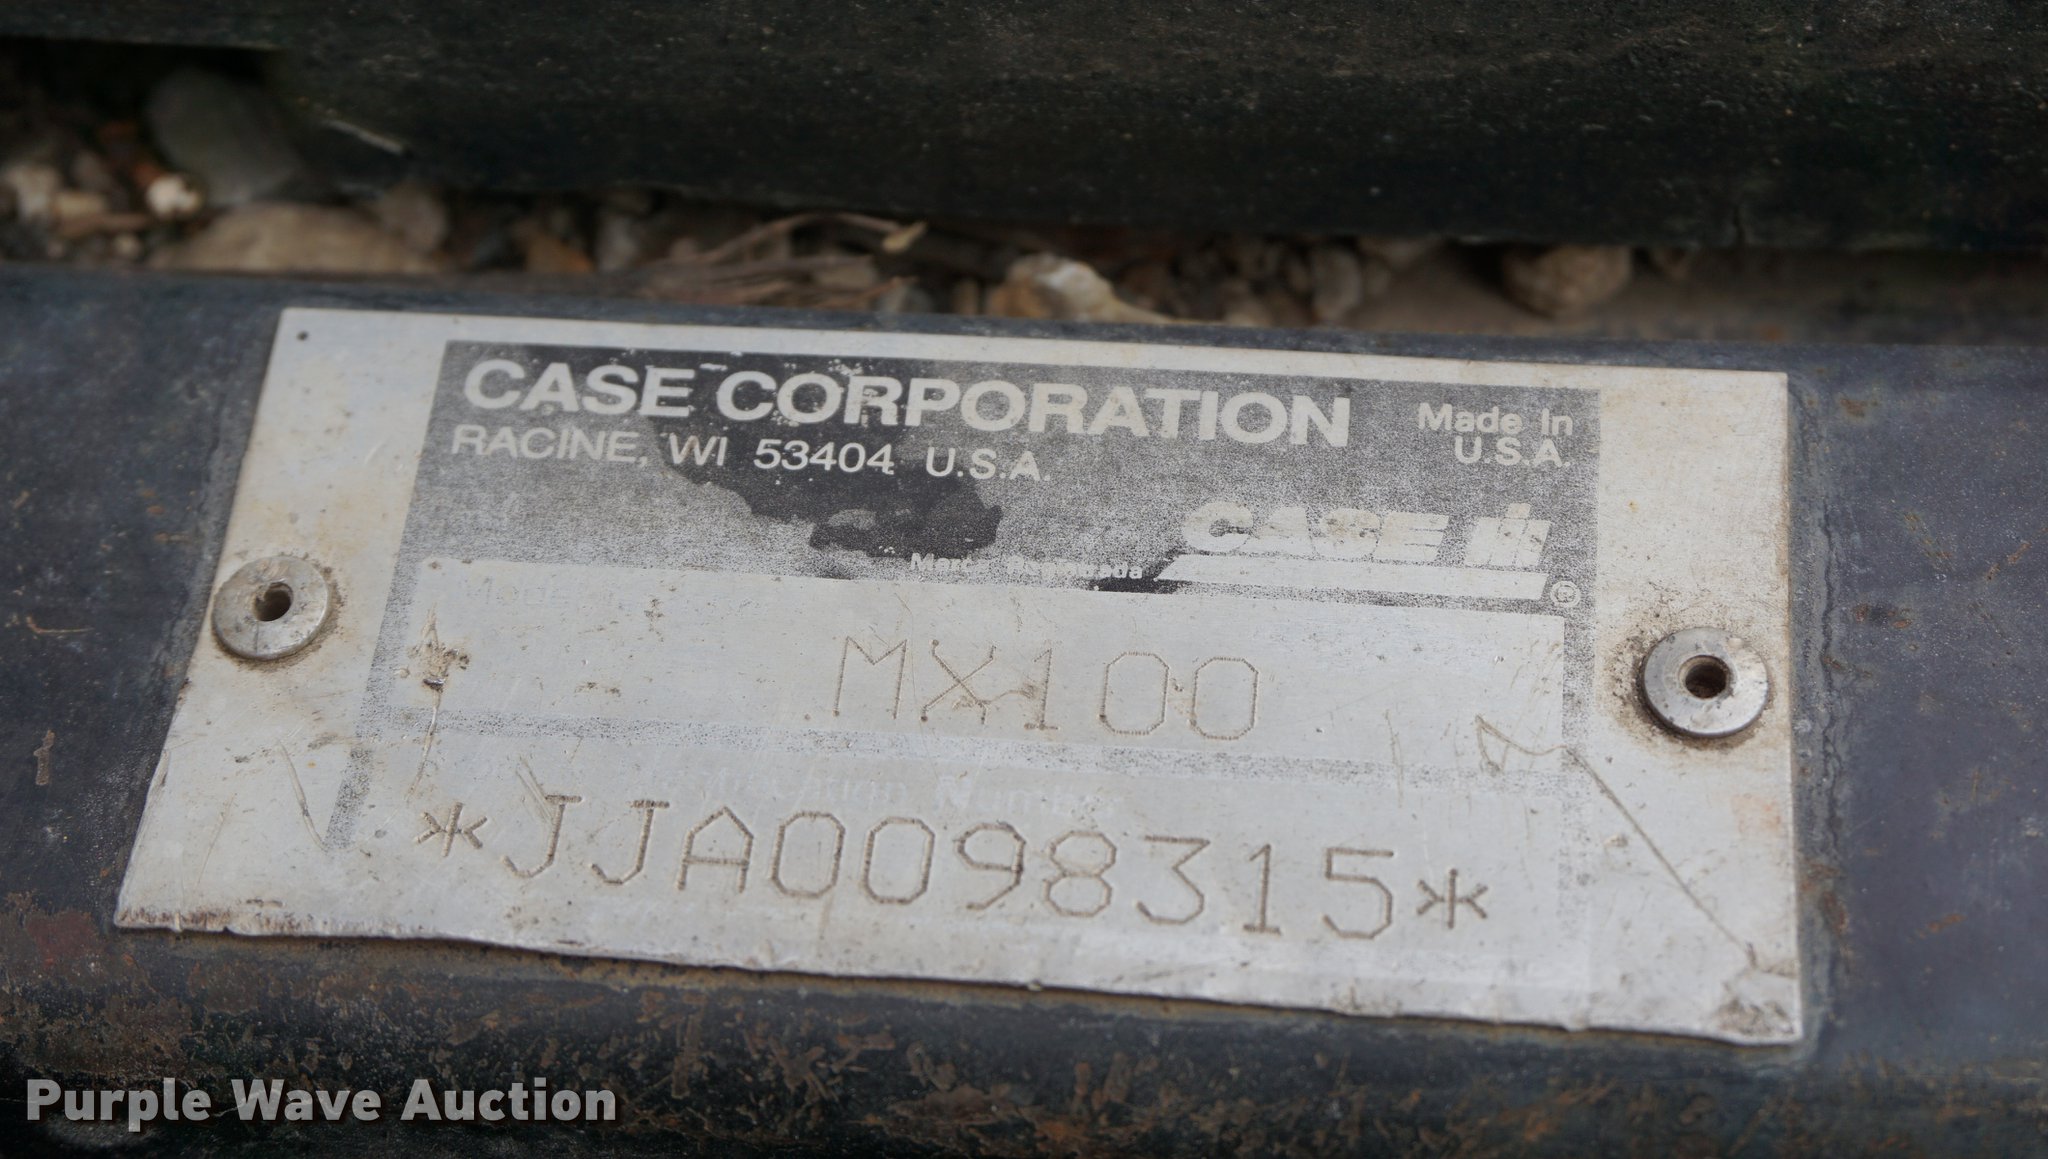 CASE CORPORATION
RACINE, WI 53404 U.S.A.
Made In
U.S.A.
CASE IH
®
MX100
*JJA0098315*
Purple Wave Auction